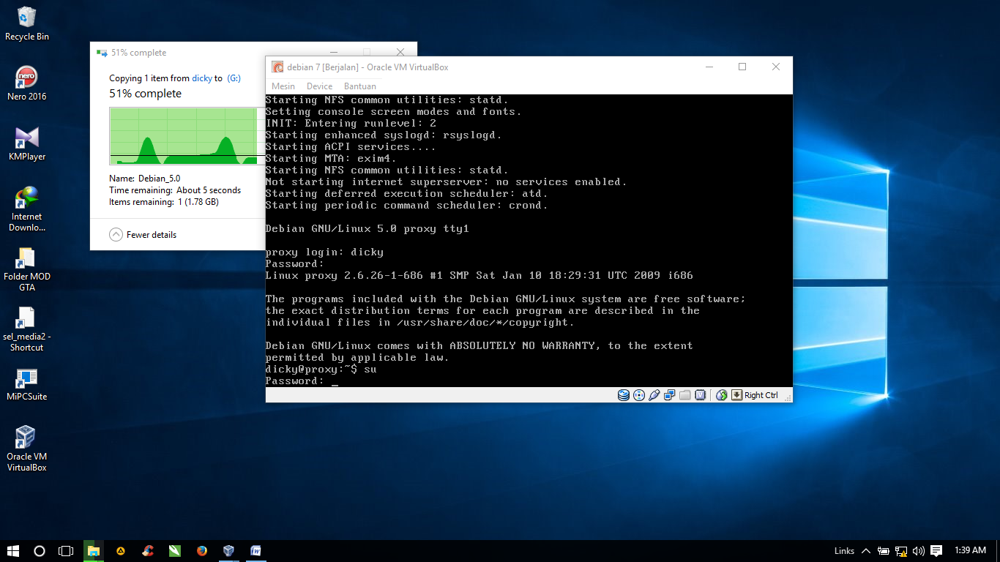 Recycle Bin
Nero 2016
KMPlayer
Internet
Downlo...
Folder MOD
GTA
sel_media2 -
Shortcut
MiPCSuite
Oracle VM
VirtualBox
51% complete
Copying 1 item from dicky to (G:)
51% complete
Name: Debian_5.0
Time remaining: About 5 seconds
Items remaining: 1 (1.78 GB)
Fewer details
debian 7 [Berjalan] - Oracle VM VirtualBox
Mesin Device Bantuan
Starting NFS common utilities: statd.
Setting console screen modes and fonts.
INIT: Entering runlevel: 2
Starting enhanced syslogd: rsyslogd.
Starting ACPI services....
Starting MTA: exim4.
Starting NFS common utilities: statd.
Not starting internet superserver: no services enabled.
Starting deferred execution scheduler: atd.
Starting periodic command scheduler: crond.
Debian GNU/Linux 5.0 proxy tty1
proxy login: dicky
Password:
Linux proxy 2.6.26-1-686 #1 SMP Sat Jan 10 18:29:31 UTC 2009 i686
The programs included with the Debian GNU/Linux system are free software;
the exact distribution terms for each program are described in the
individual files in /usr/share/doc/*/copyright.
Debian GNU/Linux comes with ABSOLUTELY NO WARRANTY, to the extent
permitted by applicable law.
dicky@proxy:~$ su
Password: _
Right Ctrl
Links
1:39 AM